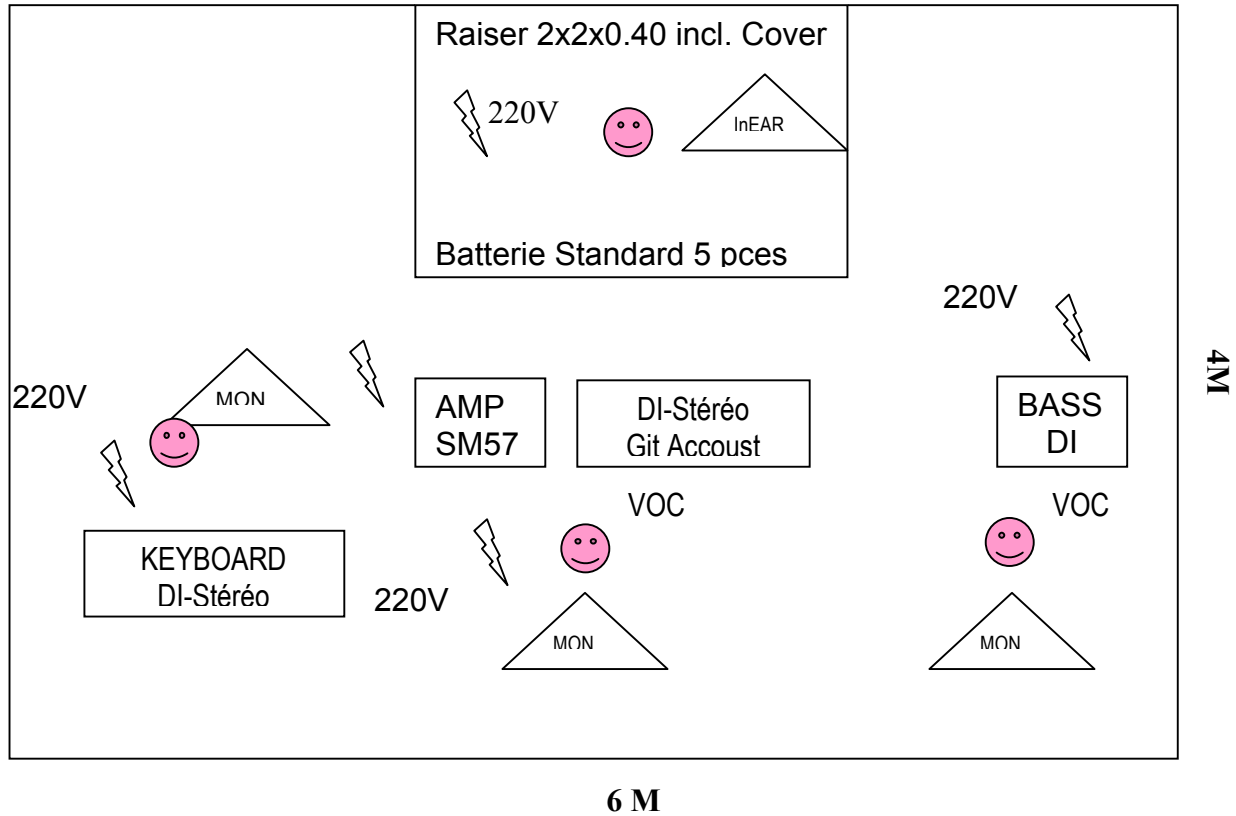 Raiser 2x2x0.40 incl. Cover
220V
InEAR
Batterie Standard 5 pces
220V
4M
220V
MON
AMP
SM57
DI-Stéréo
Git Accoust
BASS
DI
VOC
VOC
KEYBOARD
DI-Stéréo
220V
MON
MON
6 M